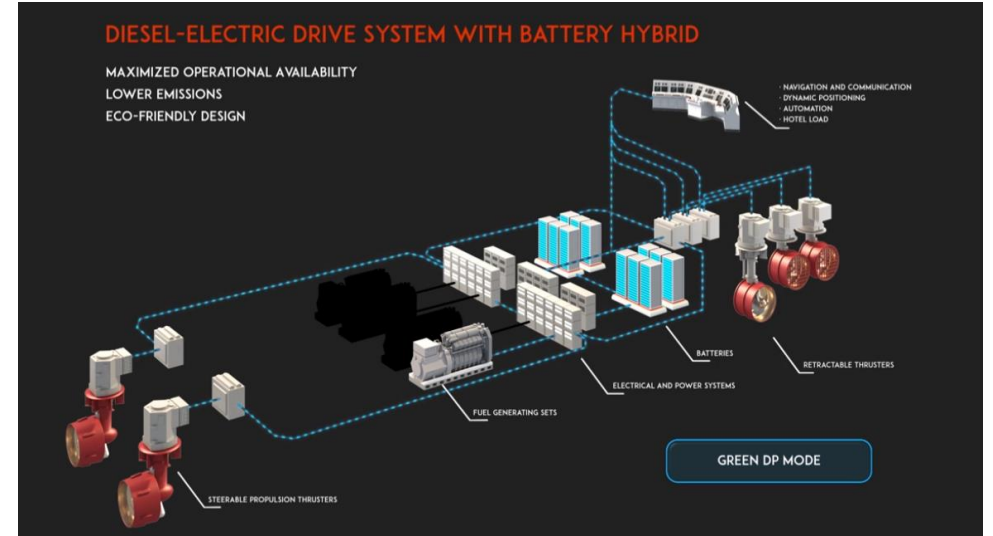 DIESEL-ELECTRIC DRIVE SYSTEM WITH BATTERY HYBRID
MAXIMIZED OPERATIONAL AVAILABILITY
LOWER EMISSIONS
ECO-FRIENDLY DESIGN
· NAVIGATION AND COMMUNICATION
· DYNAMIC POSITIONING
· AUTOMATION
· HOTEL LOAD
BATTERIES
RETRACTABLE THRUSTERS
ELECTRICAL AND POWER SYSTEMS
FUEL GENERATING SETS
GREEN DP MODE
STEERABLE PROPULSION THRUSTERS